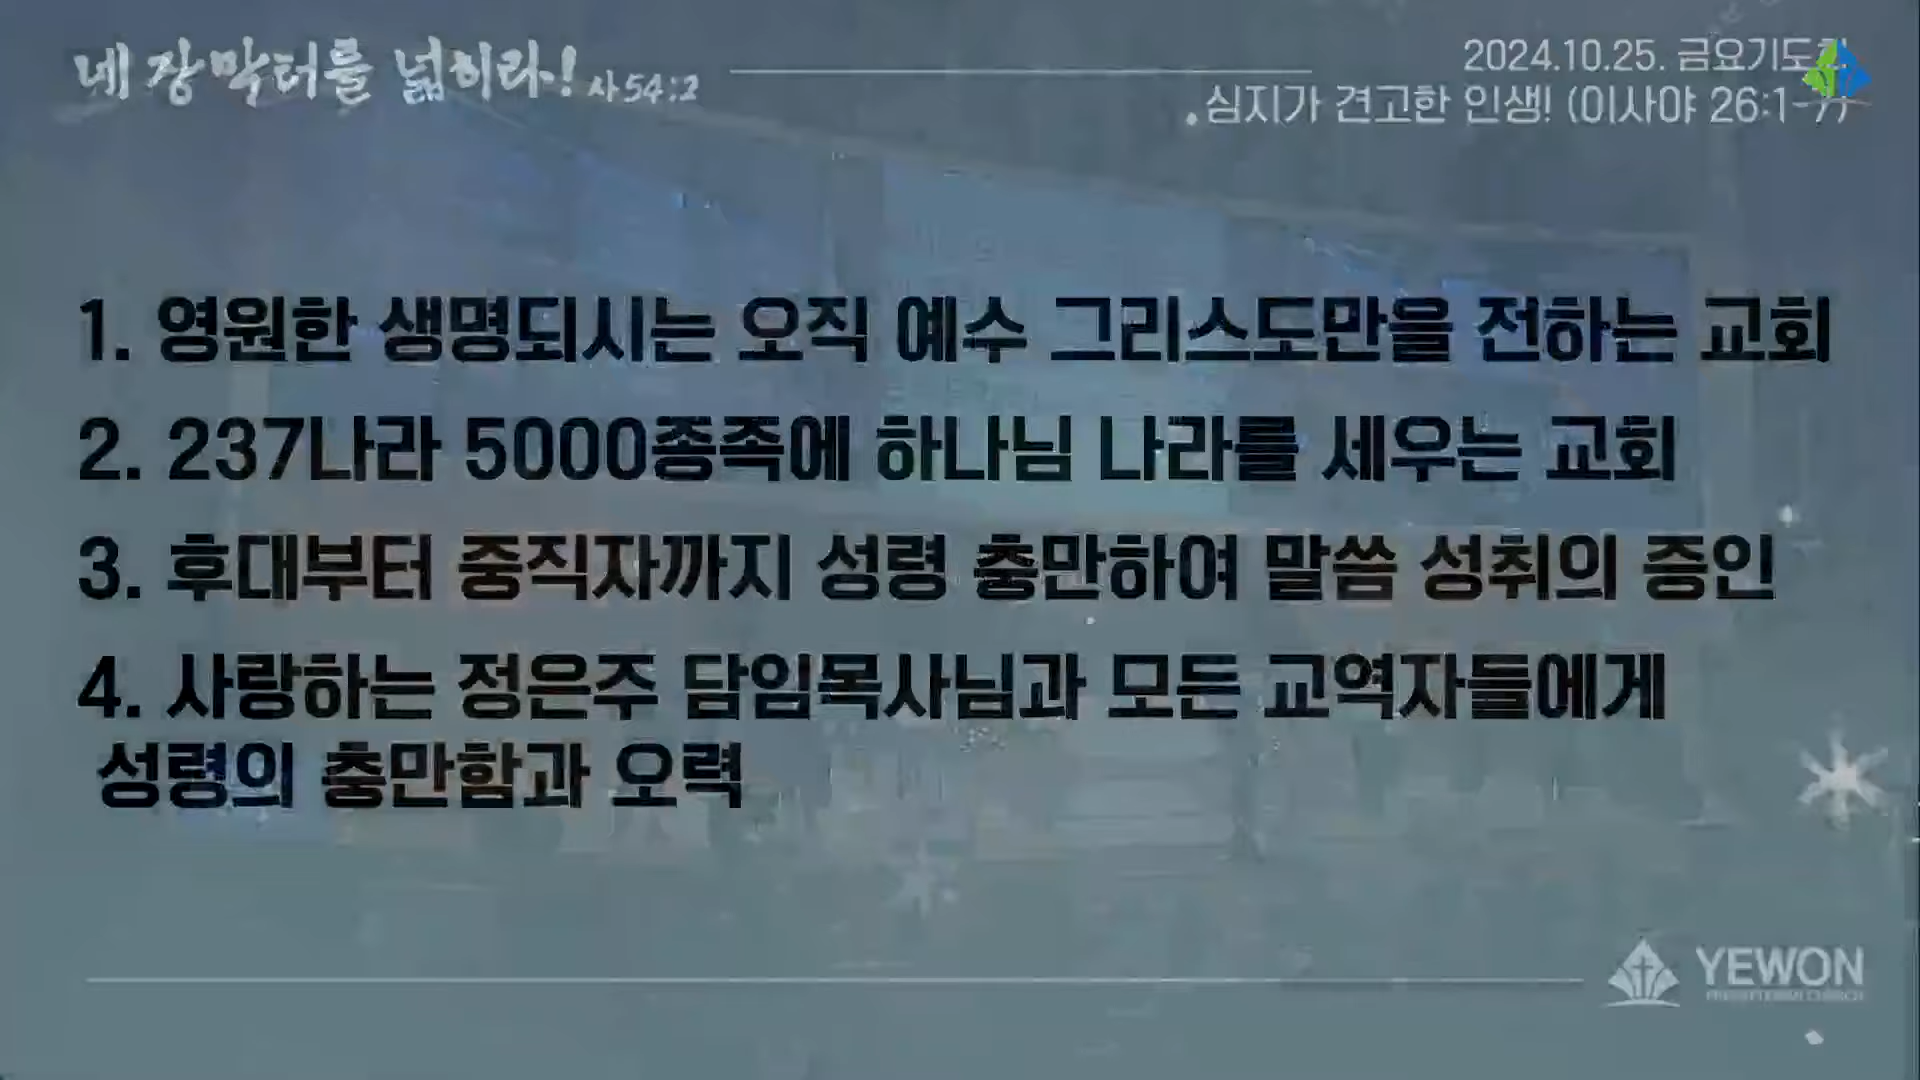 네 장막터를 넓히라! 사54:2
2024.10.25. 금요기도회
심지가 견고한 인생! (이사야 26:1-7)
1. 영원한 생명되시는 오직 예수 그리스도만을 전하는 교회
2. 237나라 5000종족에 하나님 나라를 세우는 교회
3. 후대부터 중직자까지 성령 충만하여 말씀 성취의 증인
4. 사랑하는 정은주 담임목사님과 모든 교역자들에게
성령의 충만함과 오력
YEWON
PRESBYTERIAN CHURCH